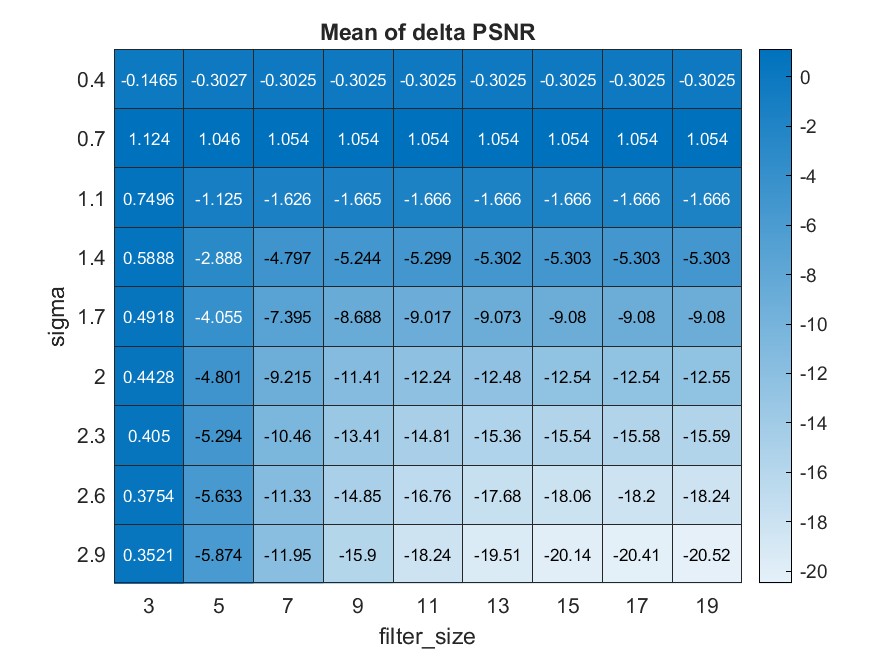 Mean of delta PSNR
0.4 -0.1465 -0.3027 -0.3025 -0.3025 -0.3025 -0.3025 -0.3025 -0.3025 -0.3025
0.7 1.124 1.046 1.054 1.054 1.054 1.054 1.054 1.054 1.054
1.1 0.7496 -1.125 -1.626 -1.665 -1.666 -1.666 -1.666 -1.666 -1.666
1.4 0.5888 -2.888 -4.797 -5.244 -5.299 -5.302 -5.303 -5.303 -5.303
1.7 0.4918 -4.055 -7.395 -8.688 -9.017 -9.073 -9.08 -9.08 -9.08
2 0.4428 -4.801 -9.215 -11.41 -12.24 -12.48 -12.54 -12.54 -12.55
2.3 0.405 -5.294 -10.46 -13.41 -14.81 -15.36 -15.54 -15.58 -15.59
2.6 0.3754 -5.633 -11.33 -14.85 -16.76 -17.68 -18.06 -18.2 -18.24
2.9 0.3521 -5.874 -11.95 -15.9 -18.24 -19.51 -20.14 -20.41 -20.52
3 5 7 9 11 13 15 17 19
filter_size
sigma
0
-2
-4
-6
-8
-10
-12
-14
-16
-18
-20